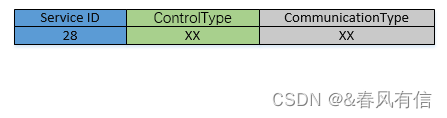 Service ID ControlType CommunicationType
28 XX XX
CSDN @&春风有信